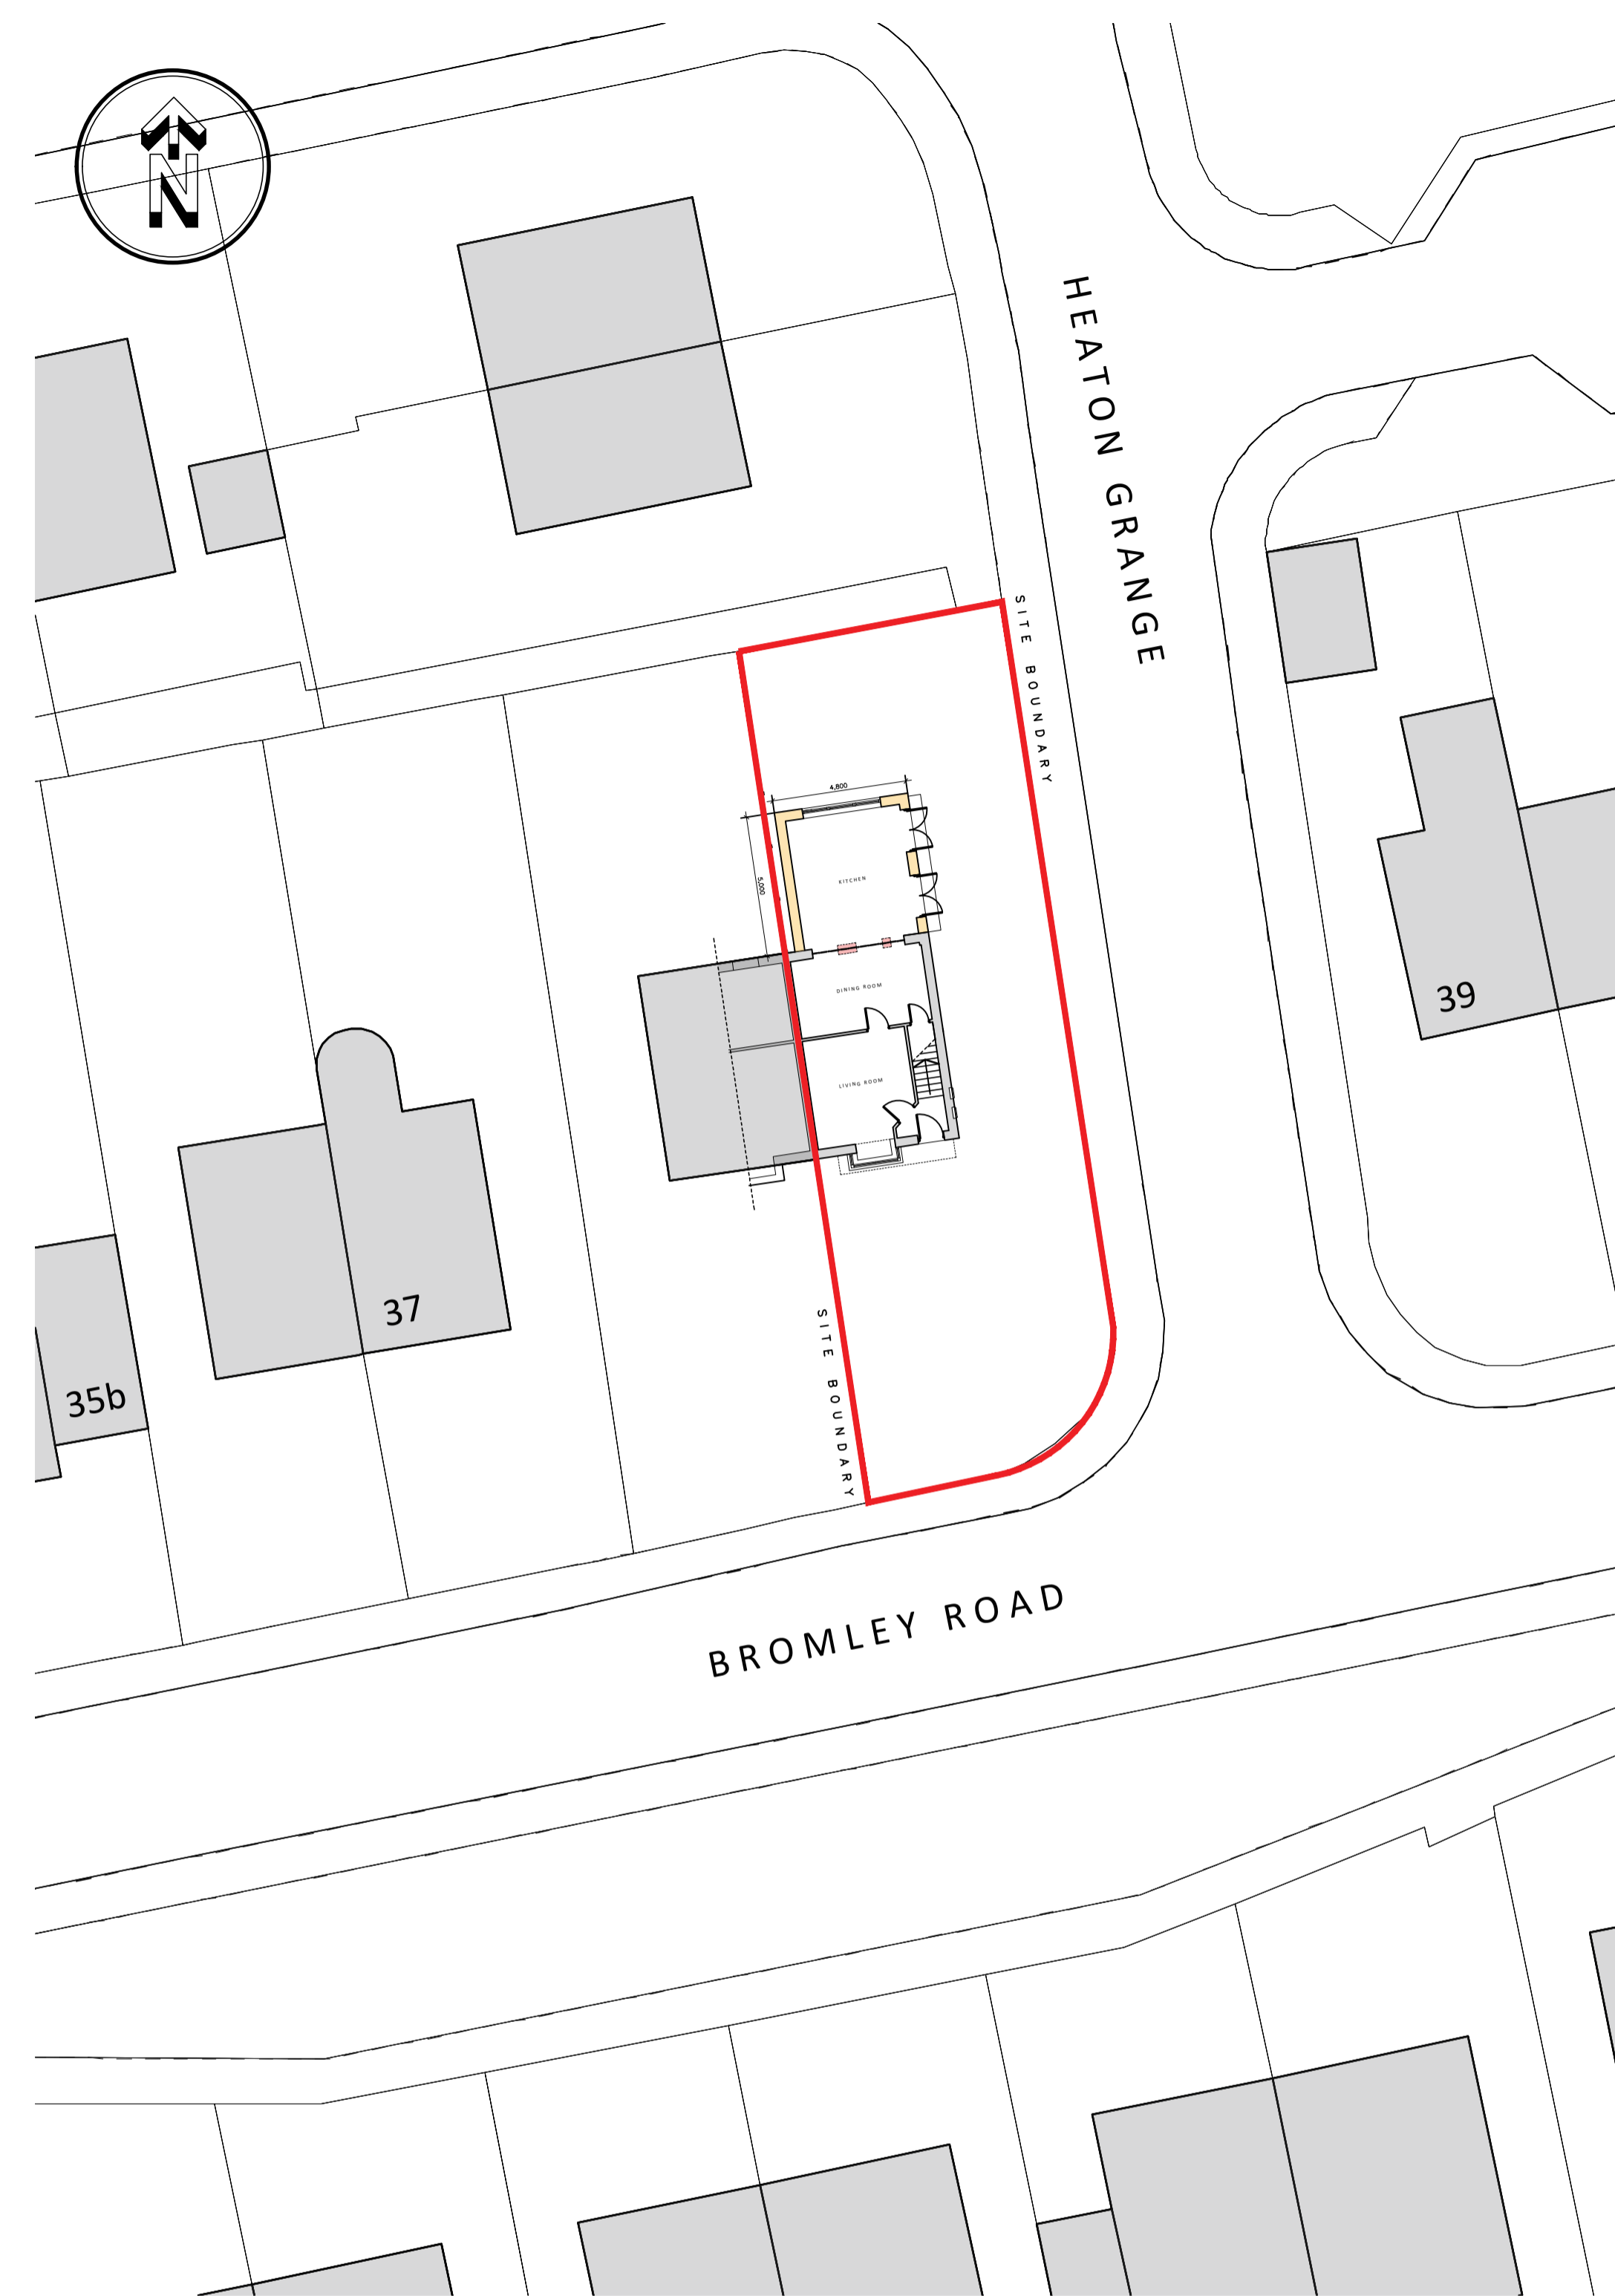 N
HEATON GRANGE
SITE BOUNDARY
4,800
5,000
KITCHEN
DINING ROOM
39
LIVING ROOM
37
SITE BOUNDARY
35b
BROMLEY ROAD